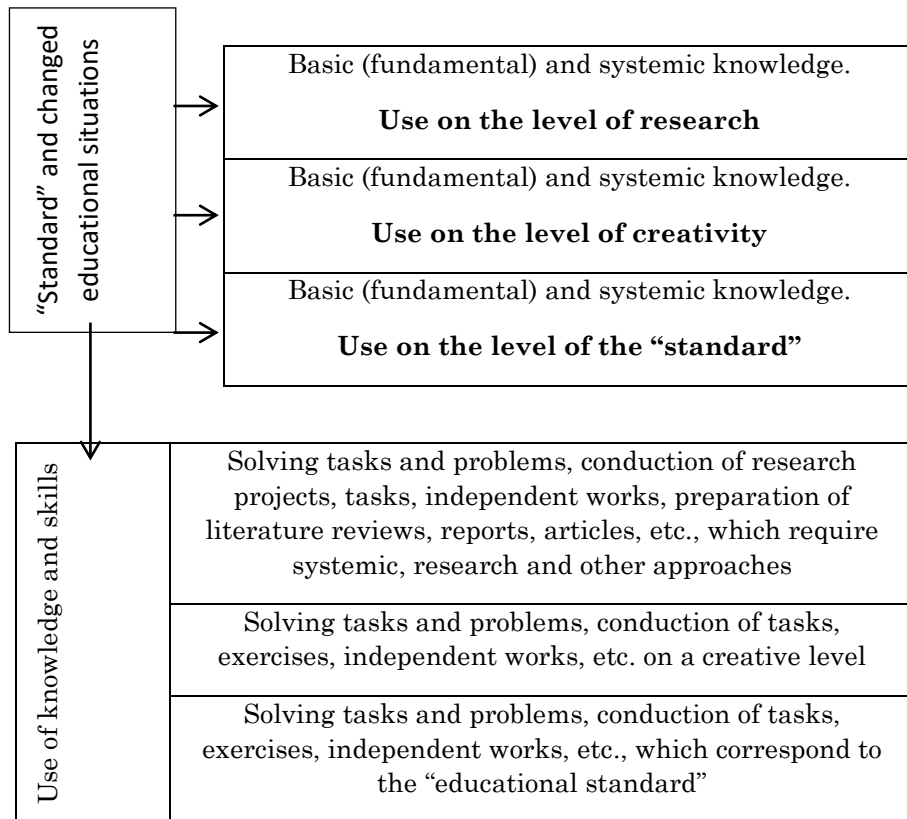 “Standard” and changed
educational situations
Basic (fundamental) and systemic knowledge.
Use on the level of research
Basic (fundamental) and systemic knowledge.
Use on the level of creativity
Basic (fundamental) and systemic knowledge.
Use on the level of the “standard”
Use of knowledge and skills
Solving tasks and problems, conduction of research
projects, tasks, independent works, preparation of
literature reviews, reports, articles, etc., which require
systemic, research and other approaches
Solving tasks and problems, conduction of tasks,
exercises, independent works, etc. on a creative level
Solving tasks and problems, conduction of tasks,
exercises, independent works, etc., which correspond to
the “educational standard”